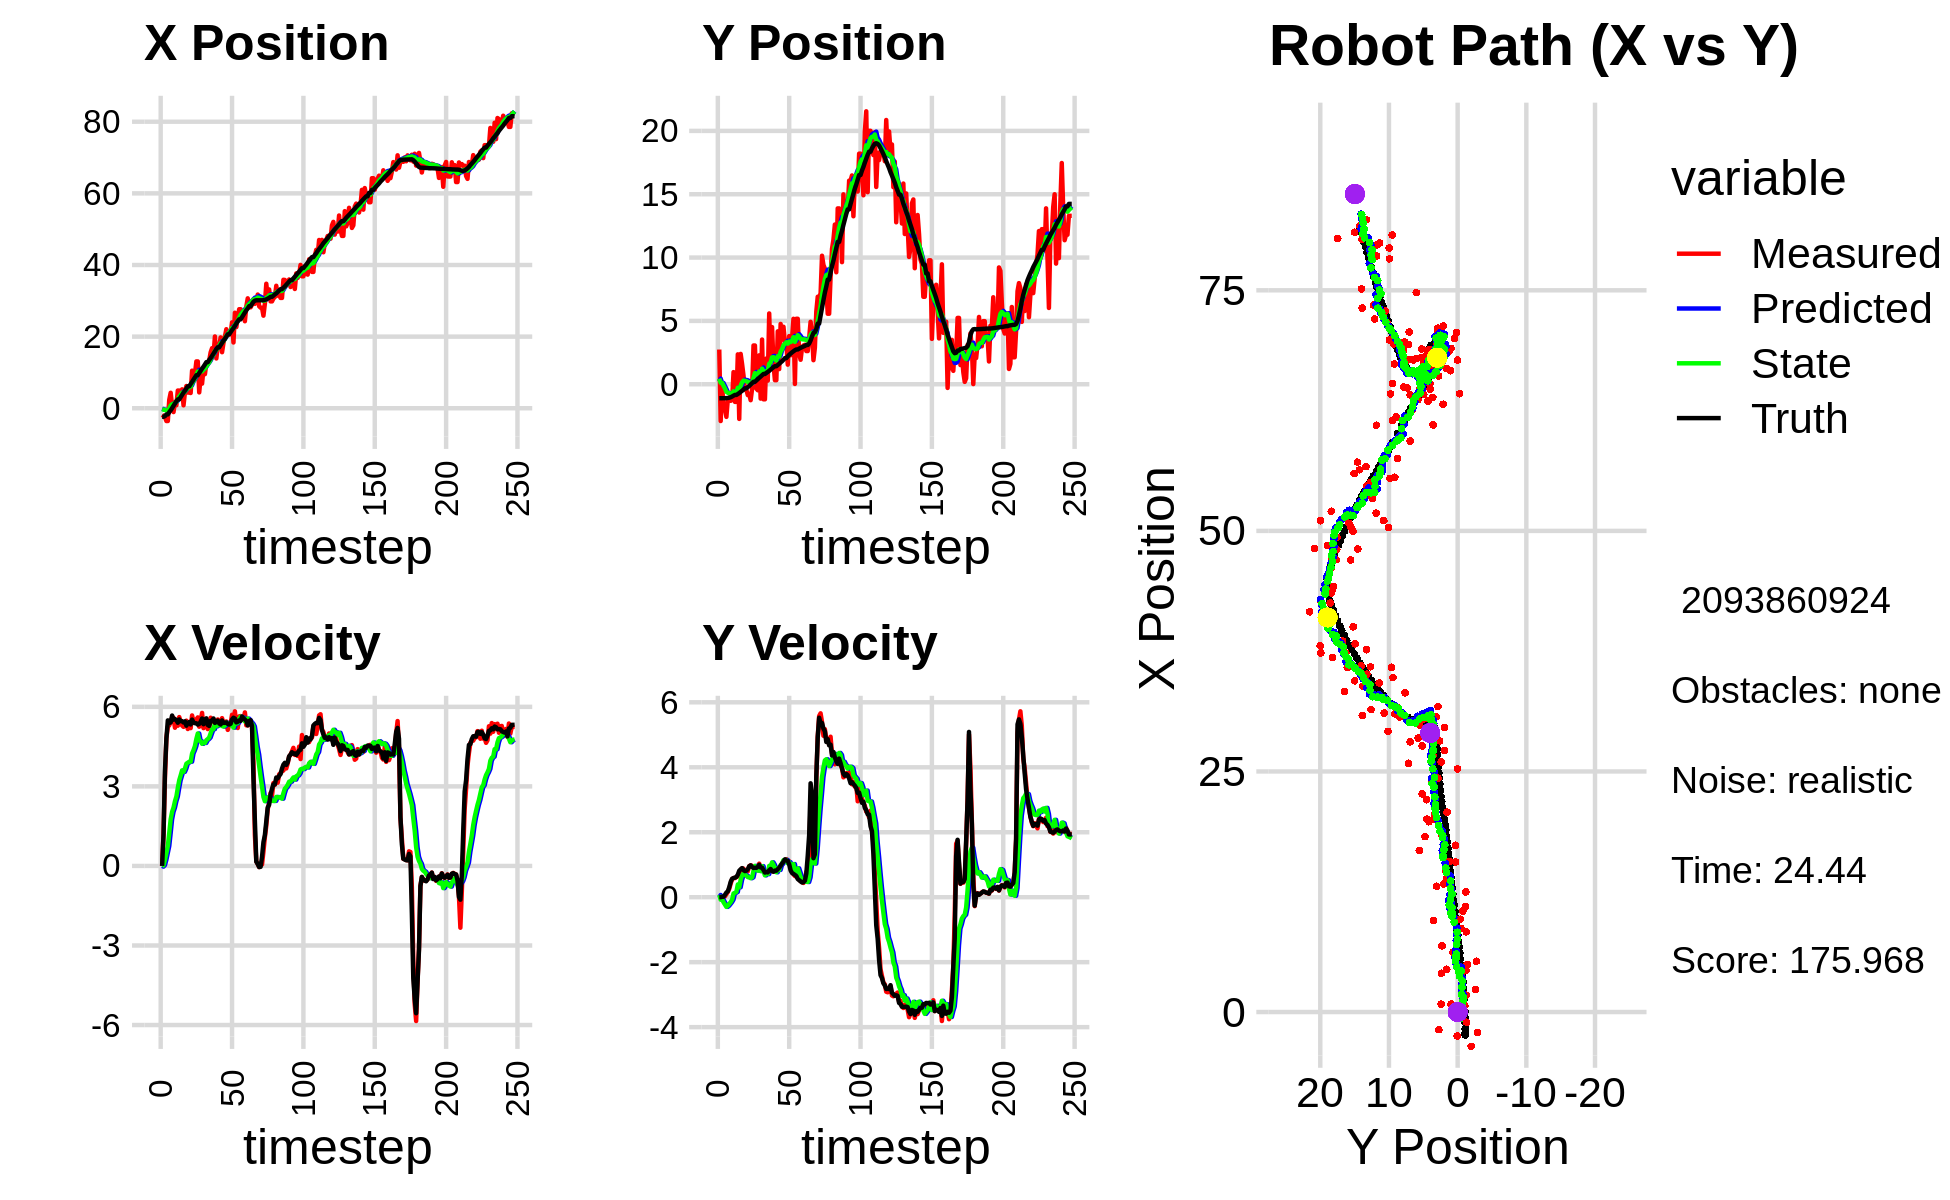 X Position
80
60
40
20
0
0 50 100 150 200 250
timestep
Y Position
20
15
10
5
0
0 50 100 150 200 250
timestep
X Velocity
6
3
0
-3
-6
0 50 100 150 200 250
timestep
Y Velocity
6
4
2
0
-2
-4
0 50 100 150 200 250
timestep
Robot Path (X vs Y)
X Position
75
50
25
0
20 10 0 -10 -20
Y Position
variable
Measured
Predicted
State
Truth
2093860924
Obstacles: none
Noise: realistic
Time: 24.44
Score: 175.968